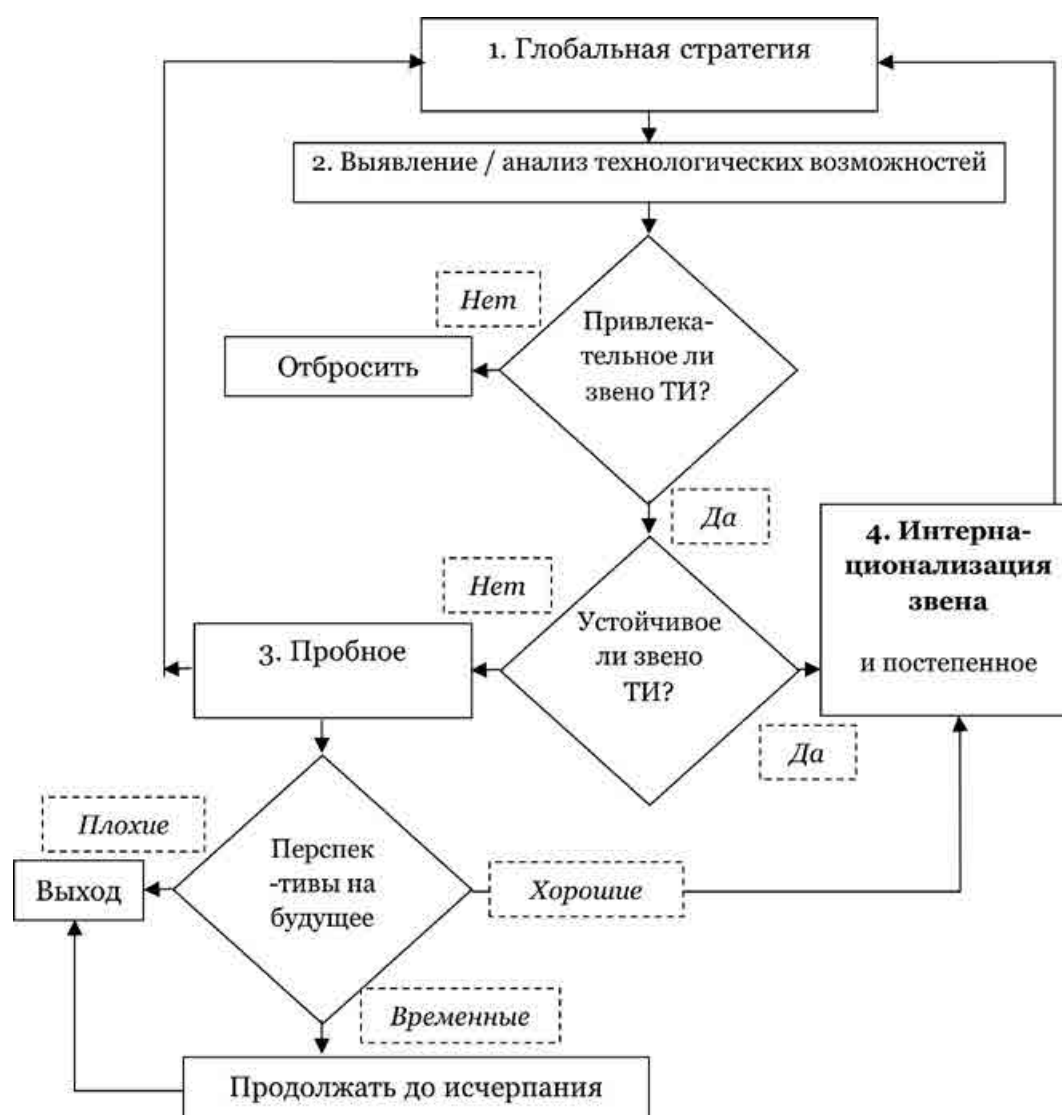 1. Глобальная стратегия
2. Выявление / анализ технологических возможностей
Нет
Привлека-
тельное ли
звено ТИ?
Отбросить
Да
4. Интерна-
ционализация
звена
и постепенное
Нет
Устойчивое
ли звено
ТИ?
3. Пробное
Да
Плохие
Перспек
-тивы на
будущее
Выход
Хорошие
Временные
Продолжать до исчерпания